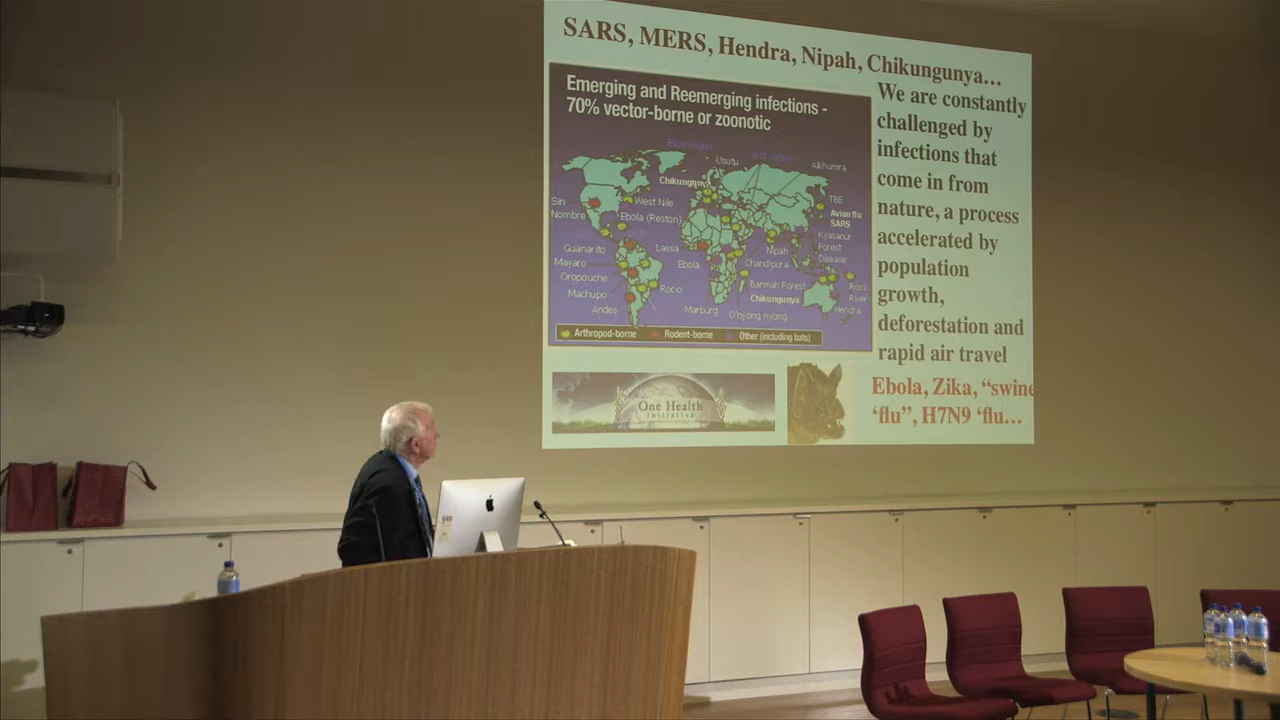 SARS, MERS, Hendra, Nipah, Chikungunya...
Emerging and Reemerging infections -
70% vector-borne or zoonotic
Usutu
Alkhumra
Chikungunya
Sin
Nombre
West Nile
TBE
Ebola (Reston)
Avian flu
SARS
Kyasanur
Forest
Disease
Guanarito
Lassa
Nipah
Mayaro
Ebola
Chandipura
Oropouche
Rocio
Barmah Forest
Ross
River
Machupo
Chikungunya
Andes
Marburg
O'nyong nyong
Hendra
Arthropod-borne
Rodent-borne
Other (including bats)
We are constantly
challenged by
infections that
come in from
nature, a process
accelerated by
population
growth,
deforestation and
rapid air travel
Ebola, Zika, “swine
‘flu”, H7N9 ‘flu...
One Health
Initiative